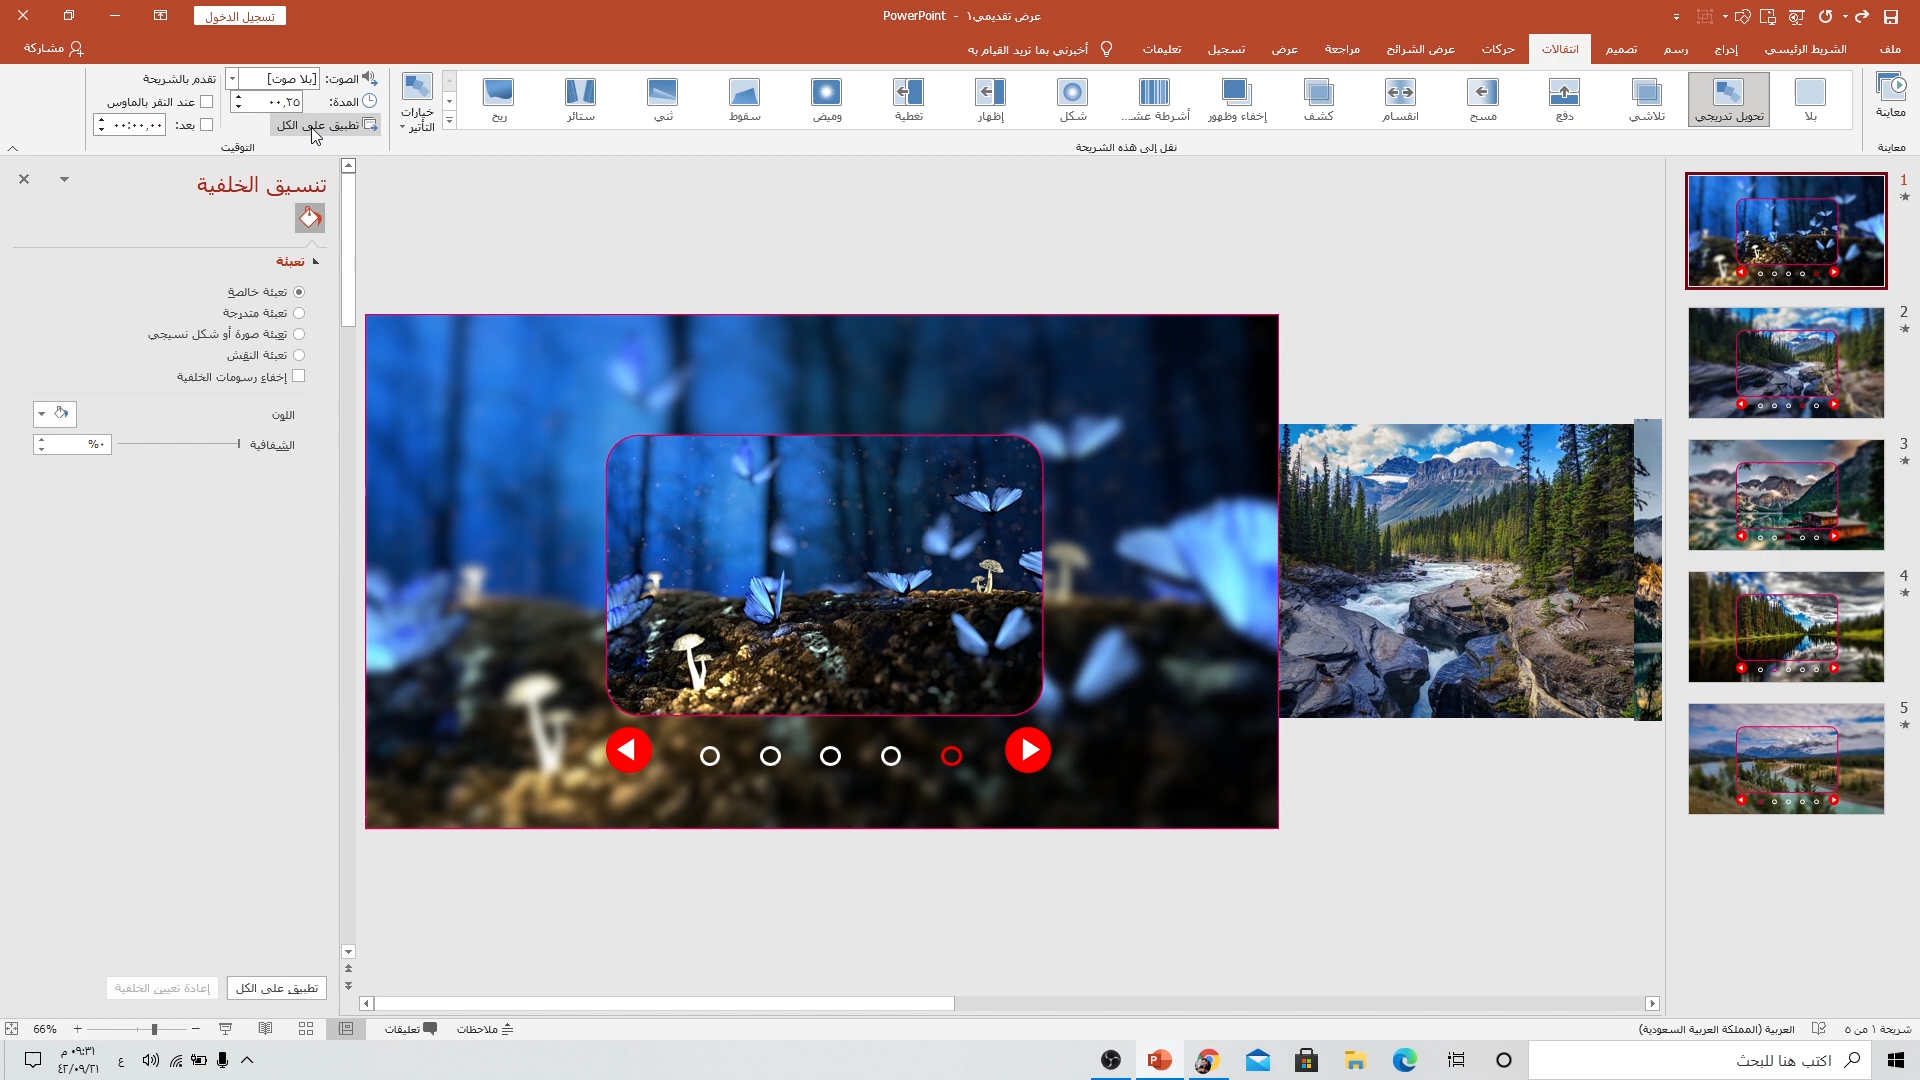 عرض تقديمي١ - PowerPoint
تسجيل الدخول
ملف
الشريط الرئيسي
إدراج
رسم
تصميم
انتقالات
حركات
عرض الشرائح
مراجعة
عرض
تسجيل
تعليمات
أخبرني بما تريد القيام به
مشاركة
معاينة
معاينة
بلا
تحويل تدريجي
تلاشي
دفع
مسح
انقسام
كشف
إخفاء وظهور
أشرطة عشـ...
شكل
إظهار
تغطية
وميض
سقوط
ستائر
ثني
ريح
نقل إلى هذه الشريحة
خيارات
التأثير
الصوت: [بلا صوت]
المدة: ٠٠,٢٥
تطبيق على الكل
تقدم بالشريحة
عند النقر بالماوس
بعد: ٠٠:٠٠,٠٠
التوقيت
تنسيق الخلفية
تعبئة
تعبئة خالصة
تعبئة متدرجة
تعبئة صورة أو شكل نسيجي
تعبئة النقش
إخفاء رسومات الخلفية
اللون
الشفافية
٠%
تطبيق على الكل
إعادة تعيين الخلفية
1
2
3
4
5
شريحة ١ من ٥
العربية (المملكة العربية السعودية)
ملاحظات
تعليقات
66%
اكتب هنا للبحث
ع
٠٩:٣١ م
٤٢/٠٩/٢١